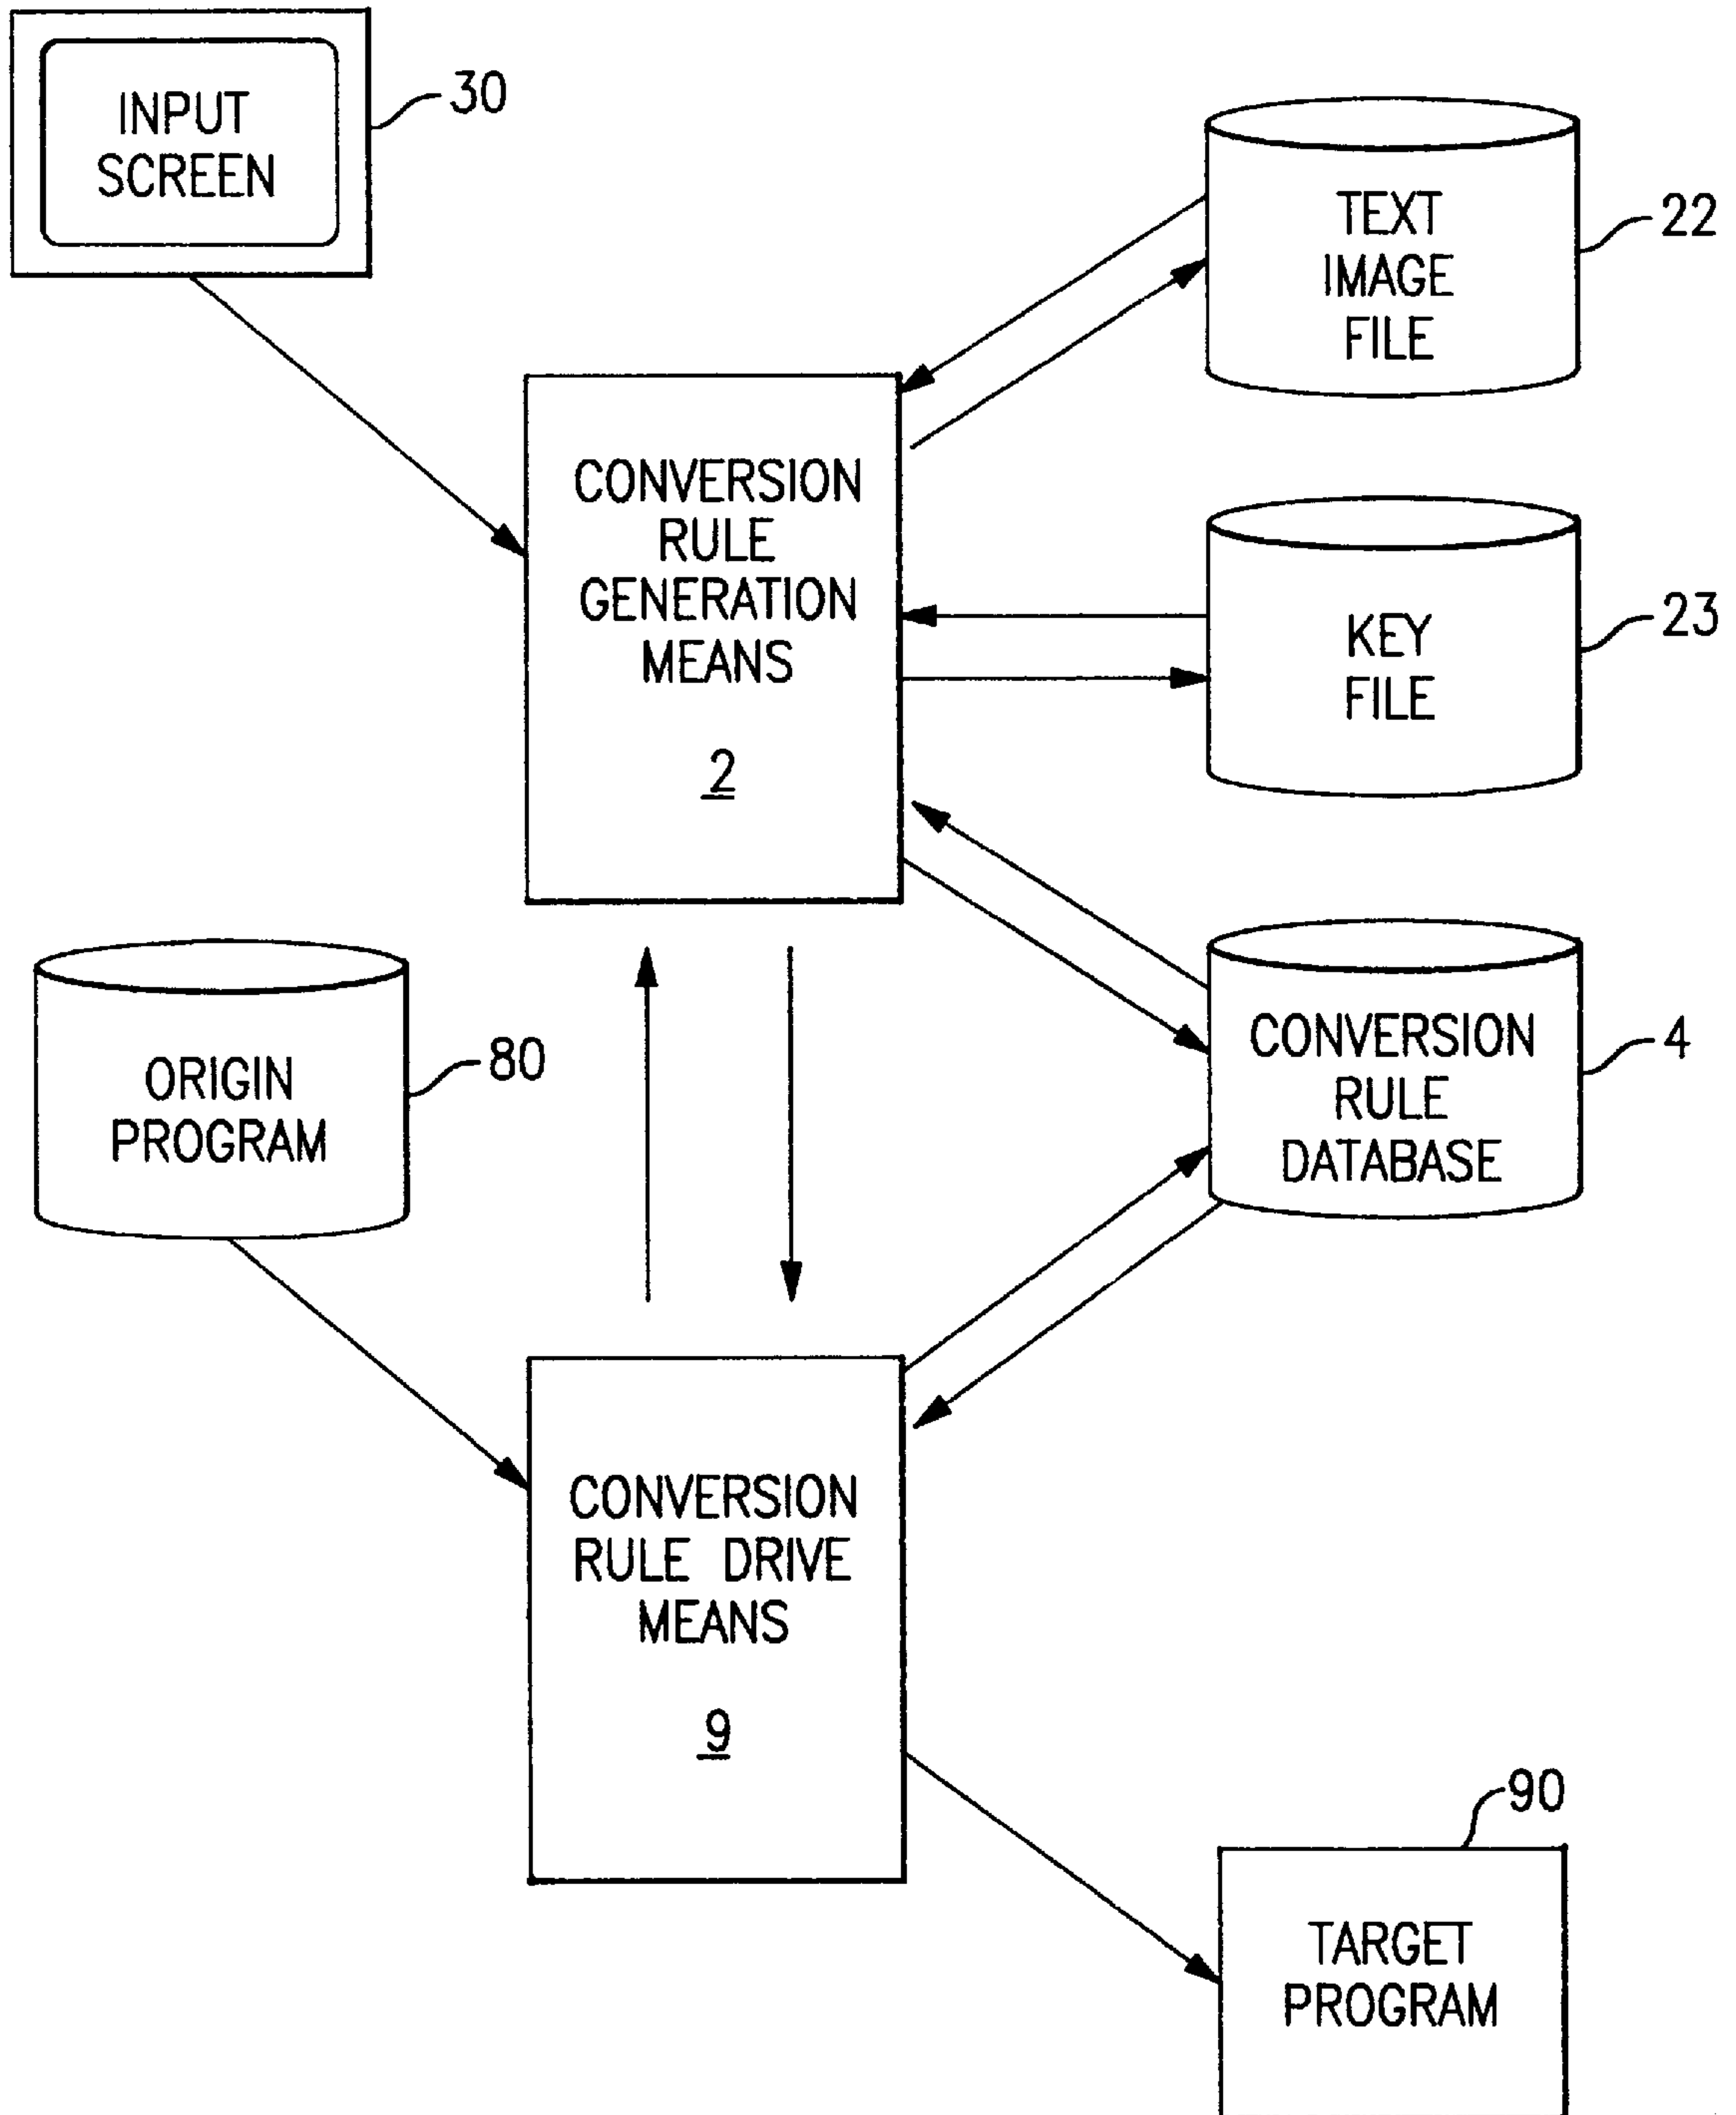 INPUT
SCREEN
30
TEXT
IMAGE
FILE
22
CONVERSION
RULE
GENERATION
MEANS
2
KEY
FILE
23
ORIGIN
PROGRAM
80
CONVERSION
RULE
DATABASE
4
CONVERSION
RULE DRIVE
MEANS
9
90
TARGET
PROGRAM